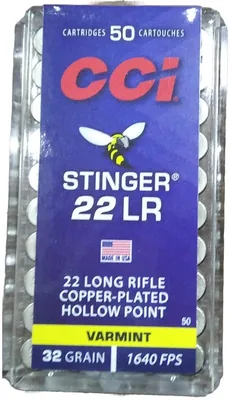 CARTRIDGES 50 CARTOUCHES
CCi
STINGER®
22 LR
MADE IN USA
22 LONG RIFLE
COPPER-PLATED
HOLLOW POINT
50
VARMINT
32 GRAIN 1640 FPS